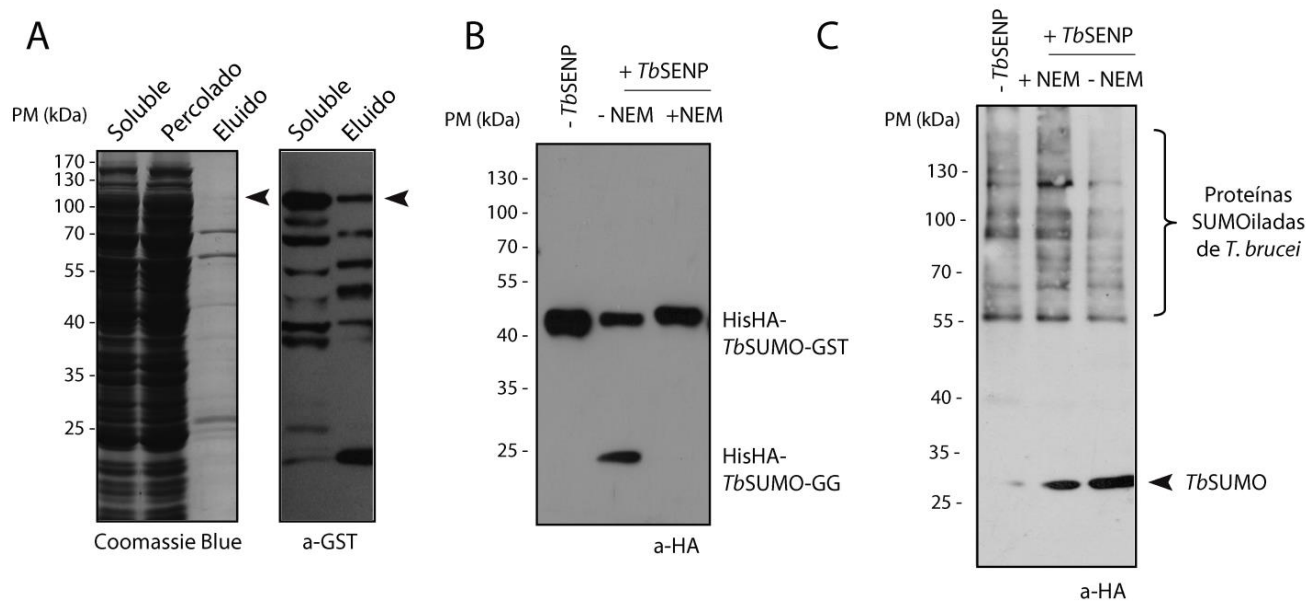 A
PM (kDa)
Soluble
Percolado
Eluido
Soluble
Eluido
170 -
130 -
100 -
70 -
55 -
40 -
35 -
25 -
Coomassie Blue
a-GST
B
PM (kDa)
- TbSENP
+ TbSENP
- NEM
+NEM
130 -
100 -
70 -
55 -
40 -
35 -
25 -
HisHA-
TbSUMO-GST
HisHA-
TbSUMO-GG
a-HA
C
PM (kDa)
- TbSENP
+ TbSENP
+ NEM
- NEM
130 -
100 -
70 -
55 -
40 -
35 -
25 -
Proteínas
SUMOiladas
de T. brucei
TbSUMO
a-HA